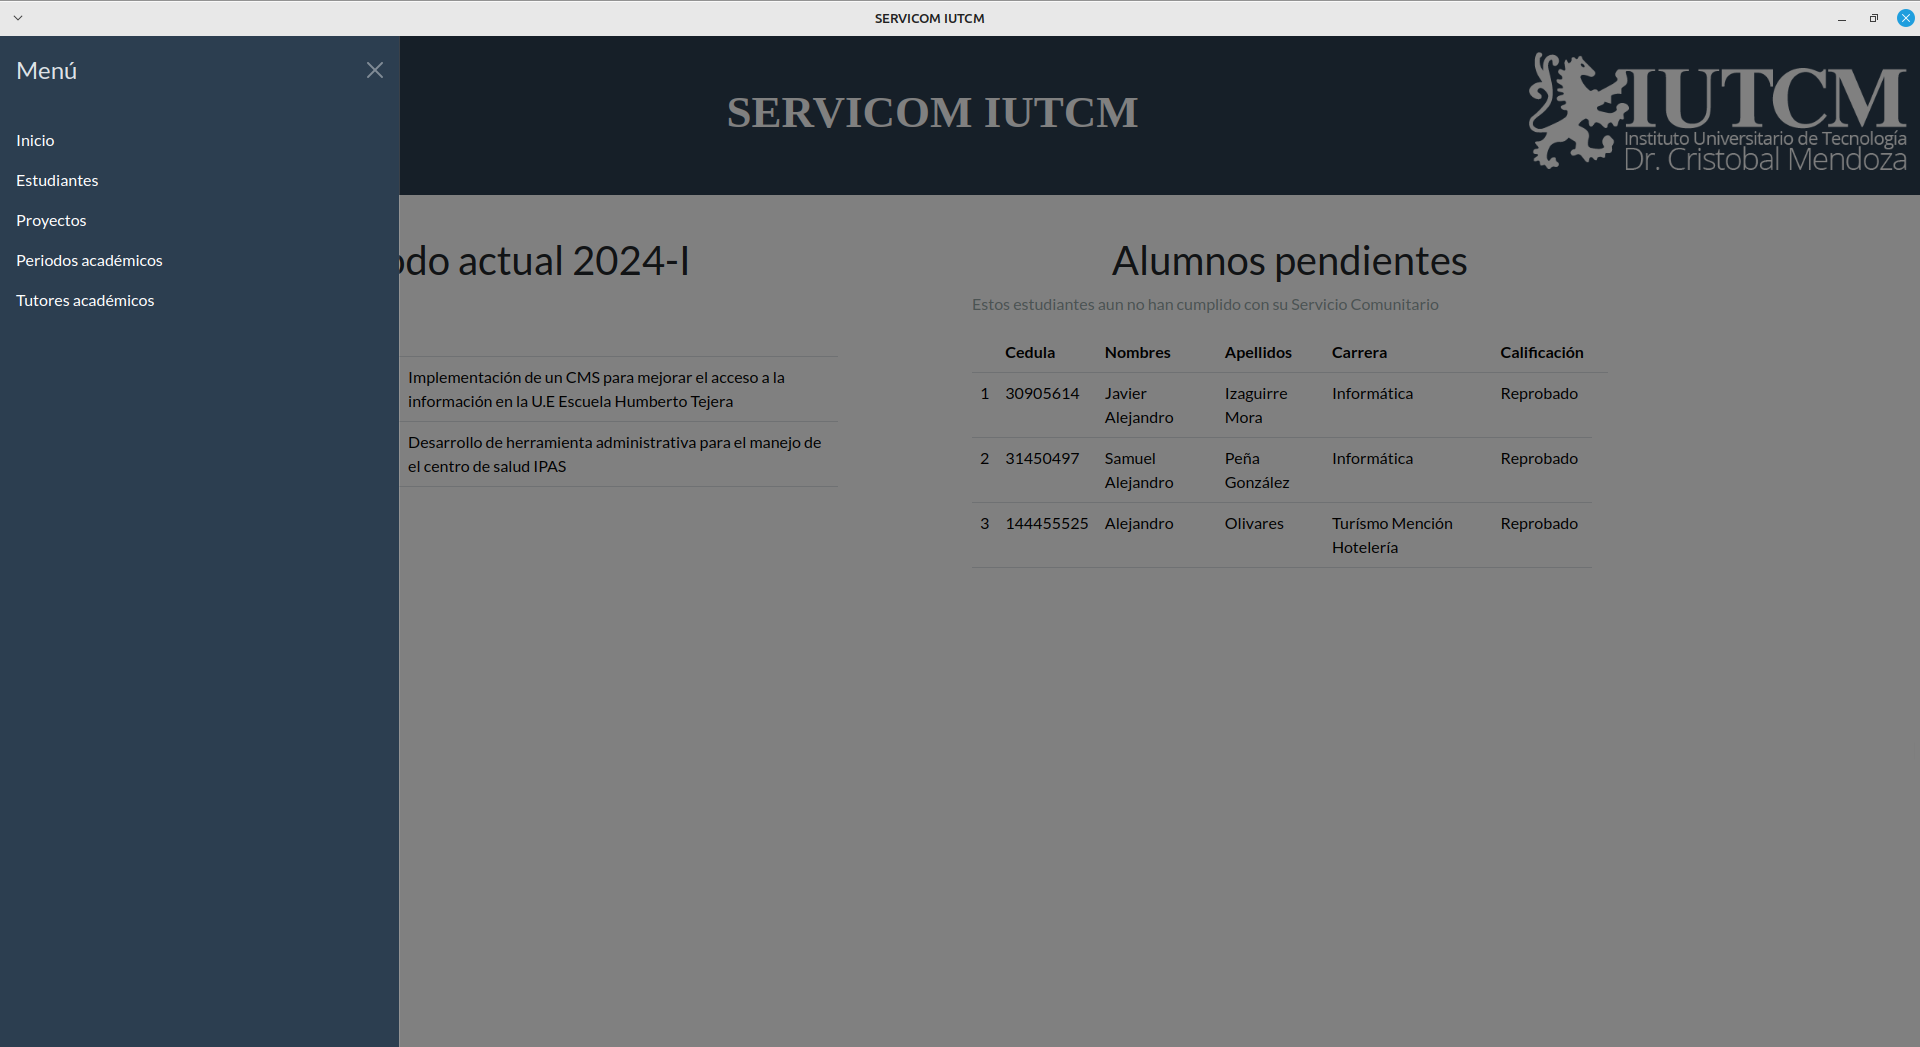 SERVICOM IUTCM
Menú
Inicio
Estudiantes
Proyectos
Periodos académicos
Tutores académicos
SERVICOM IUTCM
IUTCM
Instituto Universitario de Tecnología
Dr. Cristobal Mendoza
odo actual 2024-I
Implementación de un CMS para mejorar el acceso a la
información en la U.E Escuela Humberto Tejera
Desarrollo de herramienta administrativa para el manejo de
el centro de salud IPAS
Alumnos pendientes
Estos estudiantes aun no han cumplido con su Servicio Comunitario
Cedula Nombres Apellidos Carrera Calificación
1 30905614 Javier Izaguirre Informática Reprobado
Alejandro Mora
2 31450497 Samuel Peña Informática Reprobado
Alejandro González
3 144455525 Alejandro Olivares Turísmo Mención Reprobado
Hotelería